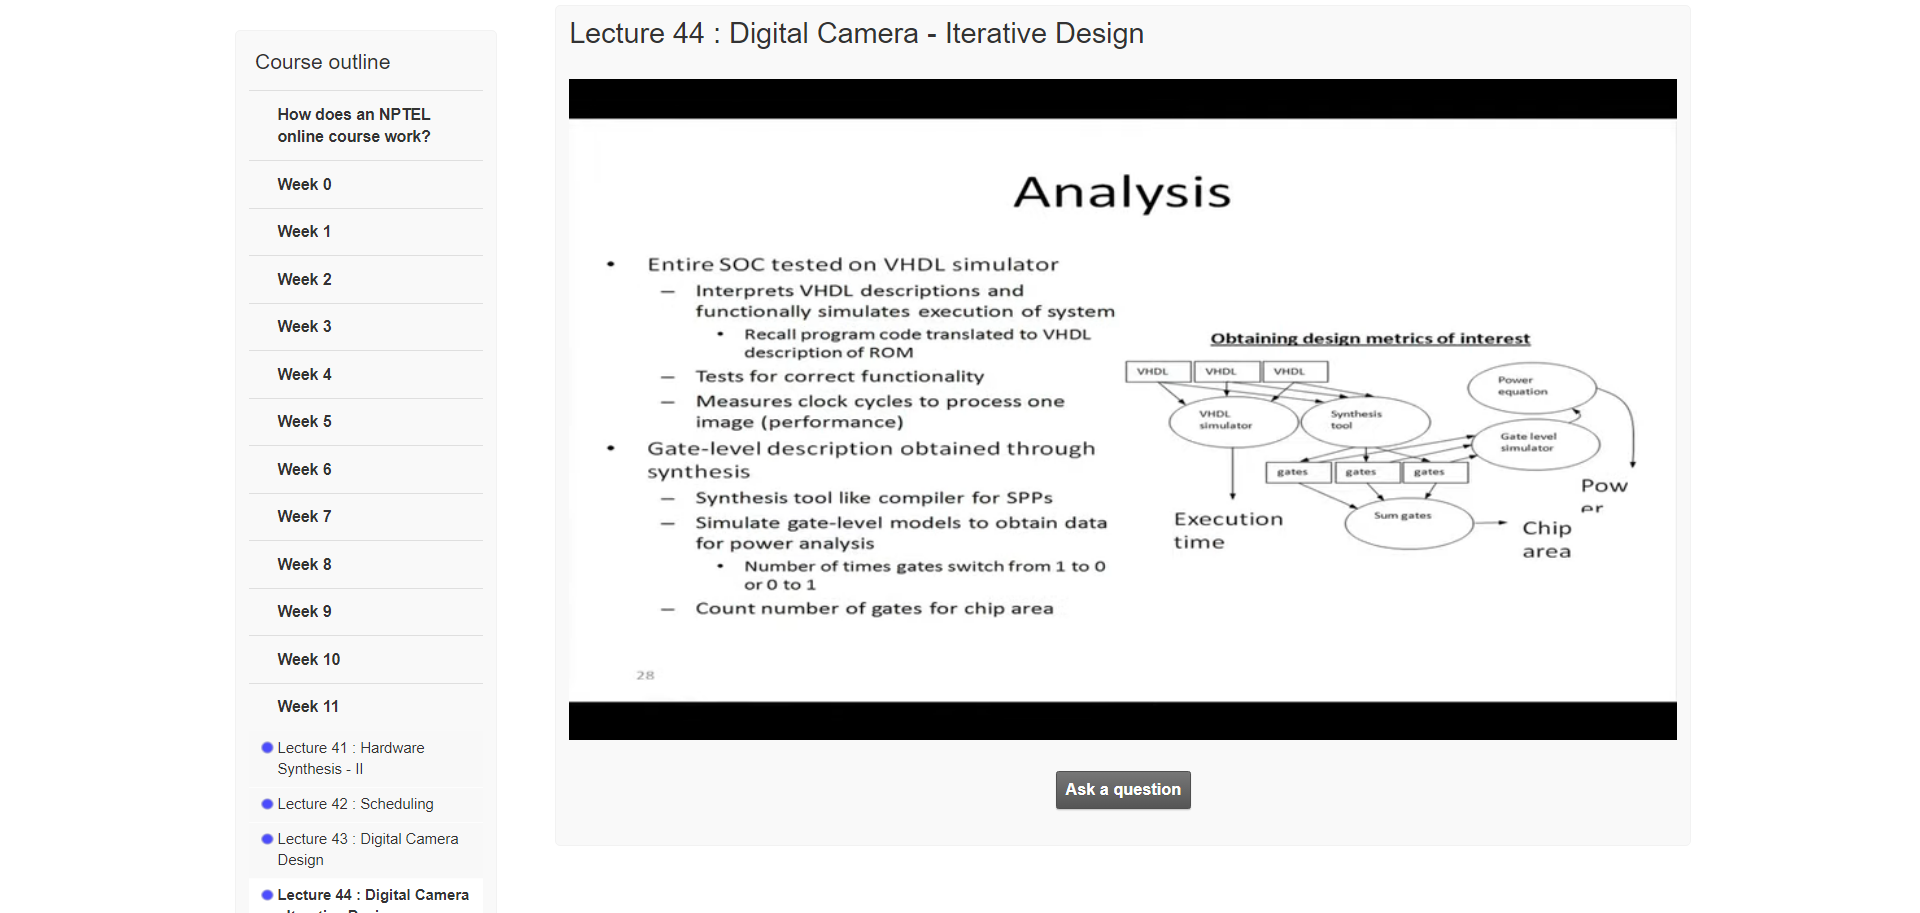 Course outline
How does an NPTEL
online course work?
Week 0
Week 1
Week 2
Week 3
Week 4
Week 5
Week 6
Week 7
Week 8
Week 9
Week 10
Week 11
Lecture 41 : Hardware
Synthesis - II
Lecture 42 : Scheduling
Lecture 43 : Digital Camera
Design
Lecture 44 : Digital Camera
Lecture 44 : Digital Camera - Iterative Design
Analysis
• Entire SOC tested on VHDL simulator
– Interprets VHDL descriptions and
functionally simulates execution of system
• Recall program code translated to VHDL
description of ROM
– Tests for correct functionality
– Measures clock cycles to process one
image (performance)
• Gate-level description obtained through
synthesis
– Synthesis tool like compiler for SPPs
– Simulate gate-level models to obtain data
for power analysis
• Number of times gates switch from 1 to 0
or 0 to 1
– Count number of gates for chip area
28
Obtaining design metrics of interest
VHDL VHDL VHDL
Power
equation
VHDL
simulator
Synthesis
tool
Gate level
simulator
gates gates gates
Pow
er
Sum gates
Execution
time
Chip
area
Ask a question